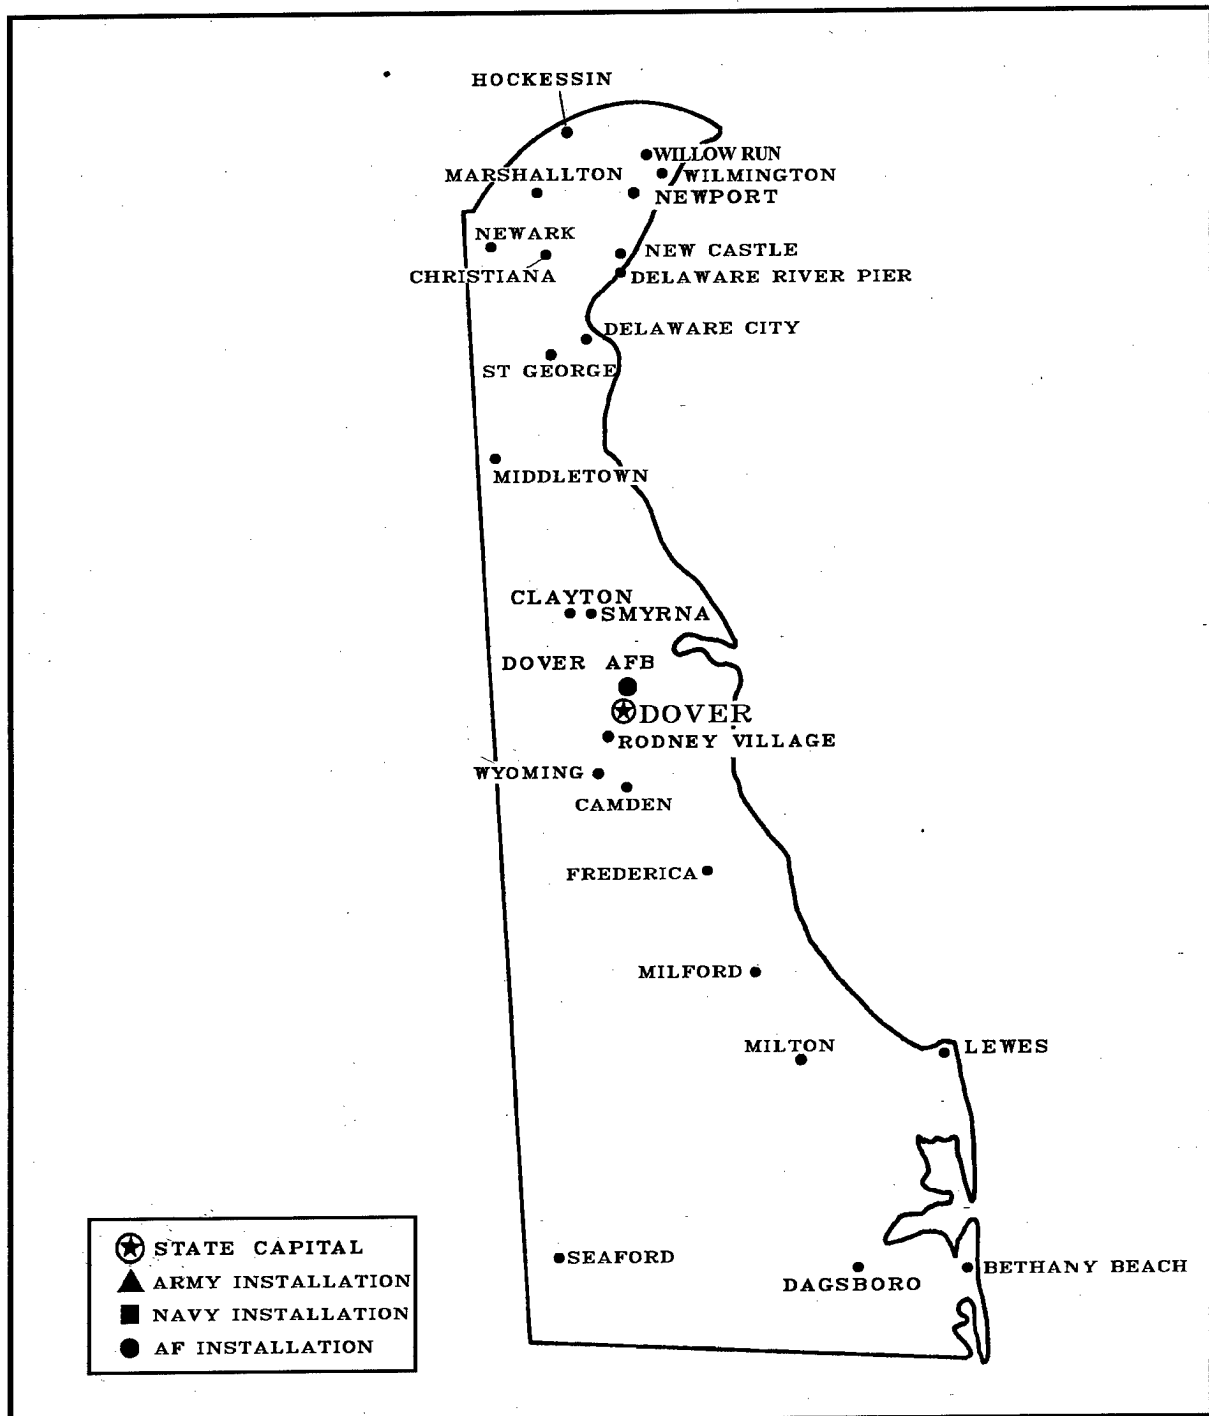 HOCKESSIN
WILLOW RUN
MARSHALLTON
WILMINGTON
NEWPORT
NEWARK
NEW CASTLE
CHRISTIANA
DELAWARE RIVER PIER
DELAWARE CITY
ST GEORGE
MIDDLETOWN
CLAYTON
SMYRNA
DOVER AFB
DOVER
RODNEY VILLAGE
WYOMING
CAMDEN
FREDERICA
MILFORD
MILTON
LEWES
SEAFORD
DAGSBORO
BETHANY BEACH
STATE CAPITAL
ARMY INSTALLATION
NAVY INSTALLATION
AF INSTALLATION